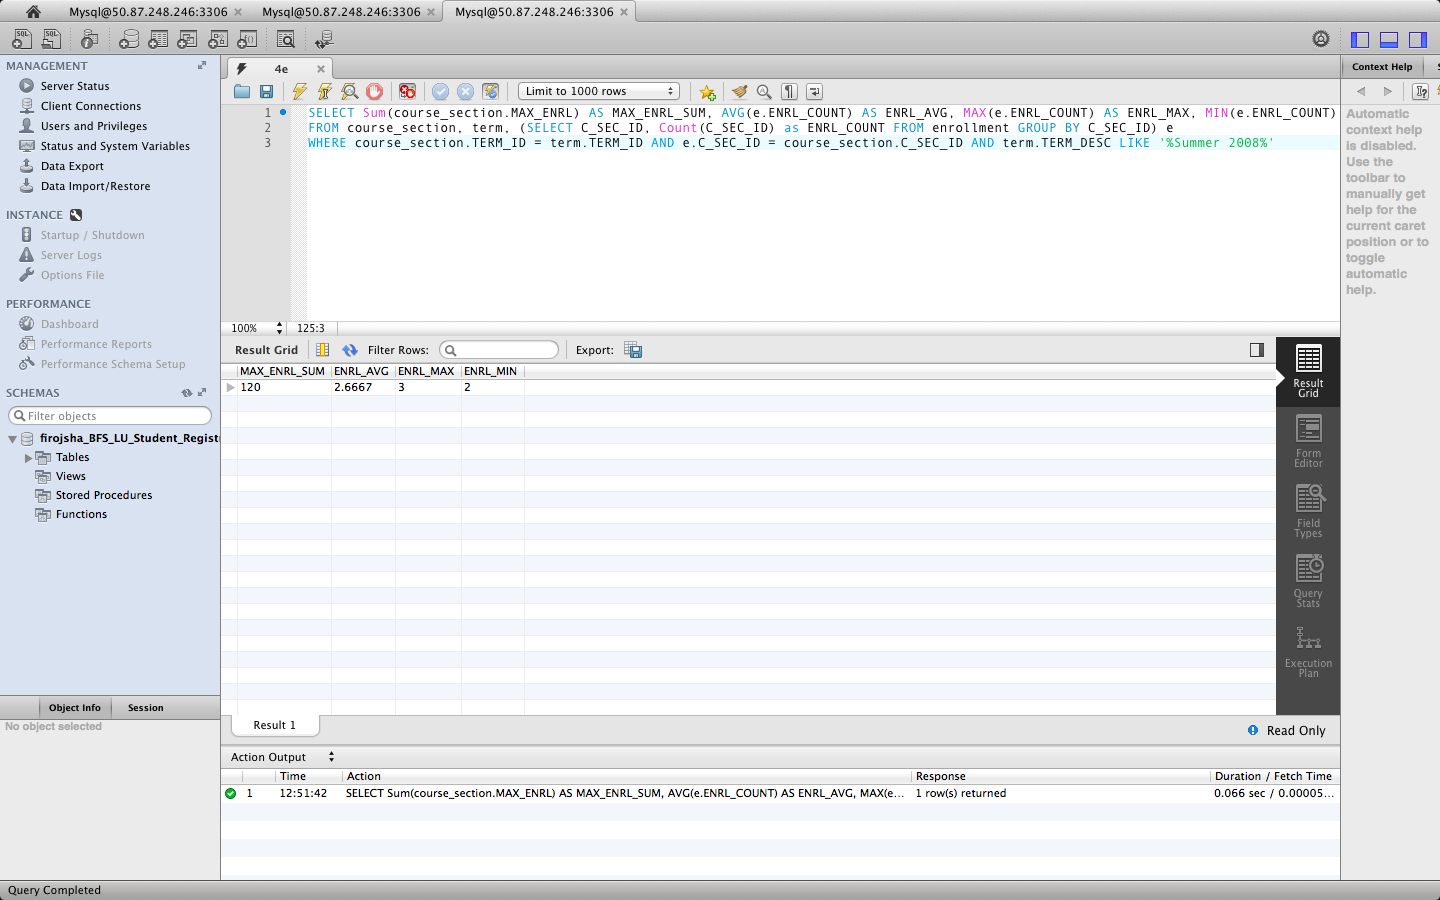 Mysql@50.87.248.246:3306
Mysql@50.87.248.246:3306
Mysql@50.87.248.246:3306
MANAGEMENT
Server Status
Client Connections
Users and Privileges
Status and System Variables
Data Export
Data Import/Restore
INSTANCE
Startup / Shutdown
Server Logs
Options File
PERFORMANCE
Dashboard
Performance Reports
Performance Schema Setup
SCHEMAS
Filter objects
firojsha_BFS_LU_Student_Registr
Tables
Views
Stored Procedures
Functions
Object Info Session
No object selected
4e
Limit to 1000 rows
1 SELECT Sum(course_section.MAX_ENRL) AS MAX_ENRL_SUM, AVG(e.ENRL_COUNT) AS ENRL_AVG, MAX(e.ENRL_COUNT) AS ENRL_MAX, MIN(e.ENRL_COUNT)
2 FROM course_section, term, (SELECT C_SEC_ID, Count(C_SEC_ID) as ENRL_COUNT FROM enrollment GROUP BY C_SEC_ID) e
3 WHERE course_section.TERM_ID = term.TERM_ID AND e.C_SEC_ID = course_section.C_SEC_ID AND term.TERM_DESC LIKE '%Summer 2008%'
100% 125:3
Result Grid Filter Rows: Export:
MAX_ENRL_SUM ENRL_AVG ENRL_MAX ENRL_MIN
120 2.6667 3 2
Result
Grid
Form
Editor
Field
Types
Query
Stats
Execution
Plan
Result 1
Read Only
Action Output
Time Action Response Duration / Fetch Time
1 12:51:42 SELECT Sum(course_section.MAX_ENRL) AS MAX_ENRL_SUM, AVG(e.ENRL_COUNT) AS ENRL_AVG, MAX(e... 1 row(s) returned 0.066 sec / 0.00005...
Context Help
Automatic
context help
is disabled.
Use the
toolbar to
manually get
help for the
current caret
position or to
toggle
automatic
help.
Query Completed